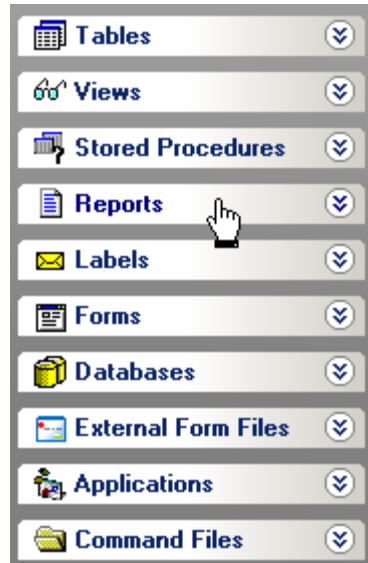 Tables
Views
Stored Procedures
Reports
Labels
Forms
Databases
External Form Files
Applications
Command Files